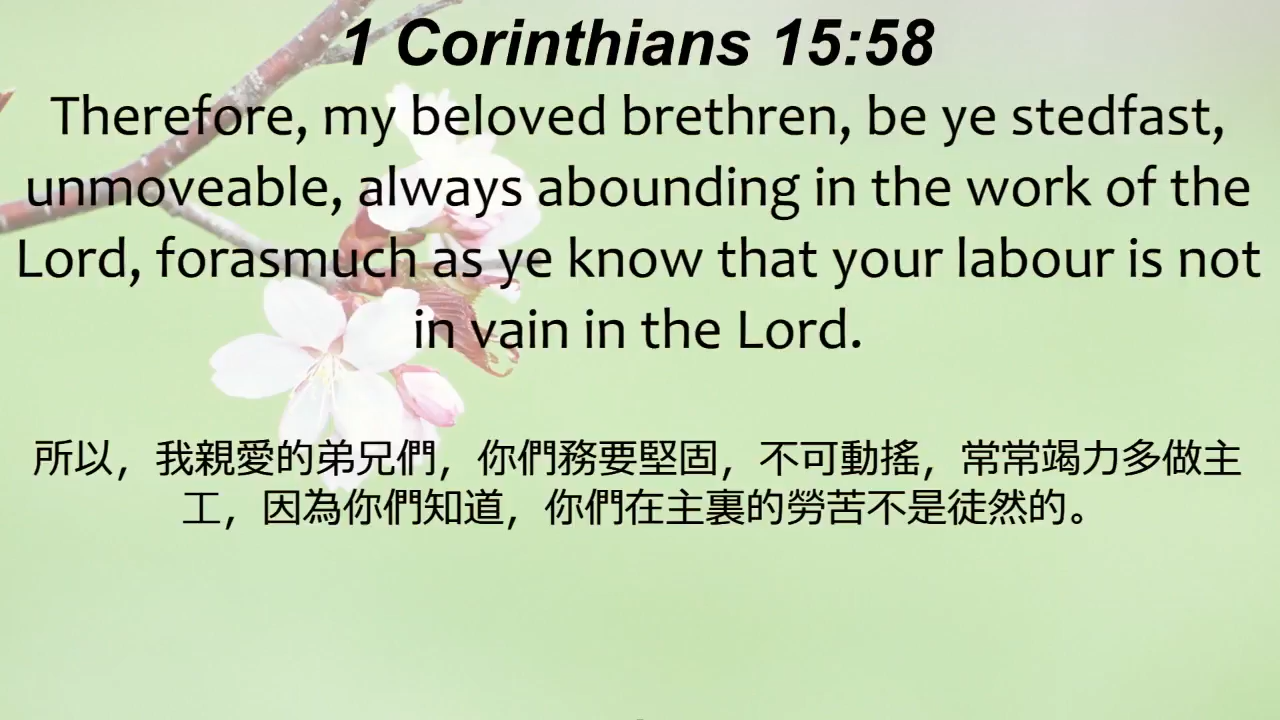 1 Corinthians 15:58
Therefore, my beloved brethren, be ye stedfast,
unmoveable, always abounding in the work of the
Lord, forasmuch as ye know that your labour is not
in vain in the Lord.
所以，我親愛的弟兄們，你們務要堅固，不可動搖，常常竭力多做主
工，因為你們知道，你們在主裏的勞苦不是徒然的。